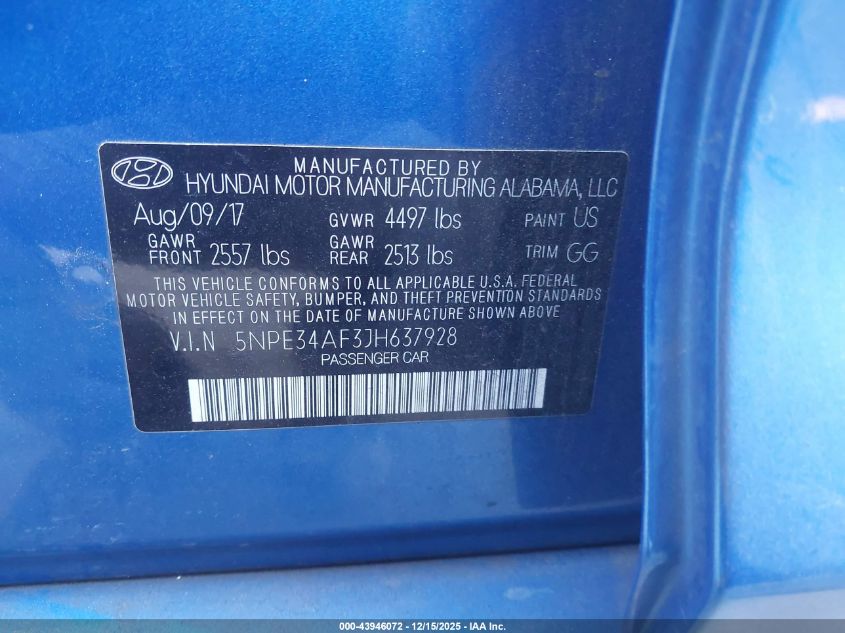 MANUFACTURED BY
HYUNDAI MOTOR MANUFACTURING ALABAMA, LLC
Aug/09/17 GVWR 4497 lbs PAINT US
GAWR FRONT 2557 lbs GAWR REAR 2513 lbs TRIM GG
THIS VEHICLE CONFORMS TO ALL APPLICABLE U.S.A. FEDERAL
MOTOR VEHICLE SAFETY, BUMPER, AND THEFT PREVENTION STANDARDS
IN EFFECT ON THE DATE OF MANUFACTURE SHOWN ABOVE
V.I.N 5NPE34AF3JH637928
PASSENGER CAR
000-43946072 - 12/15/2025 - IAA Inc.